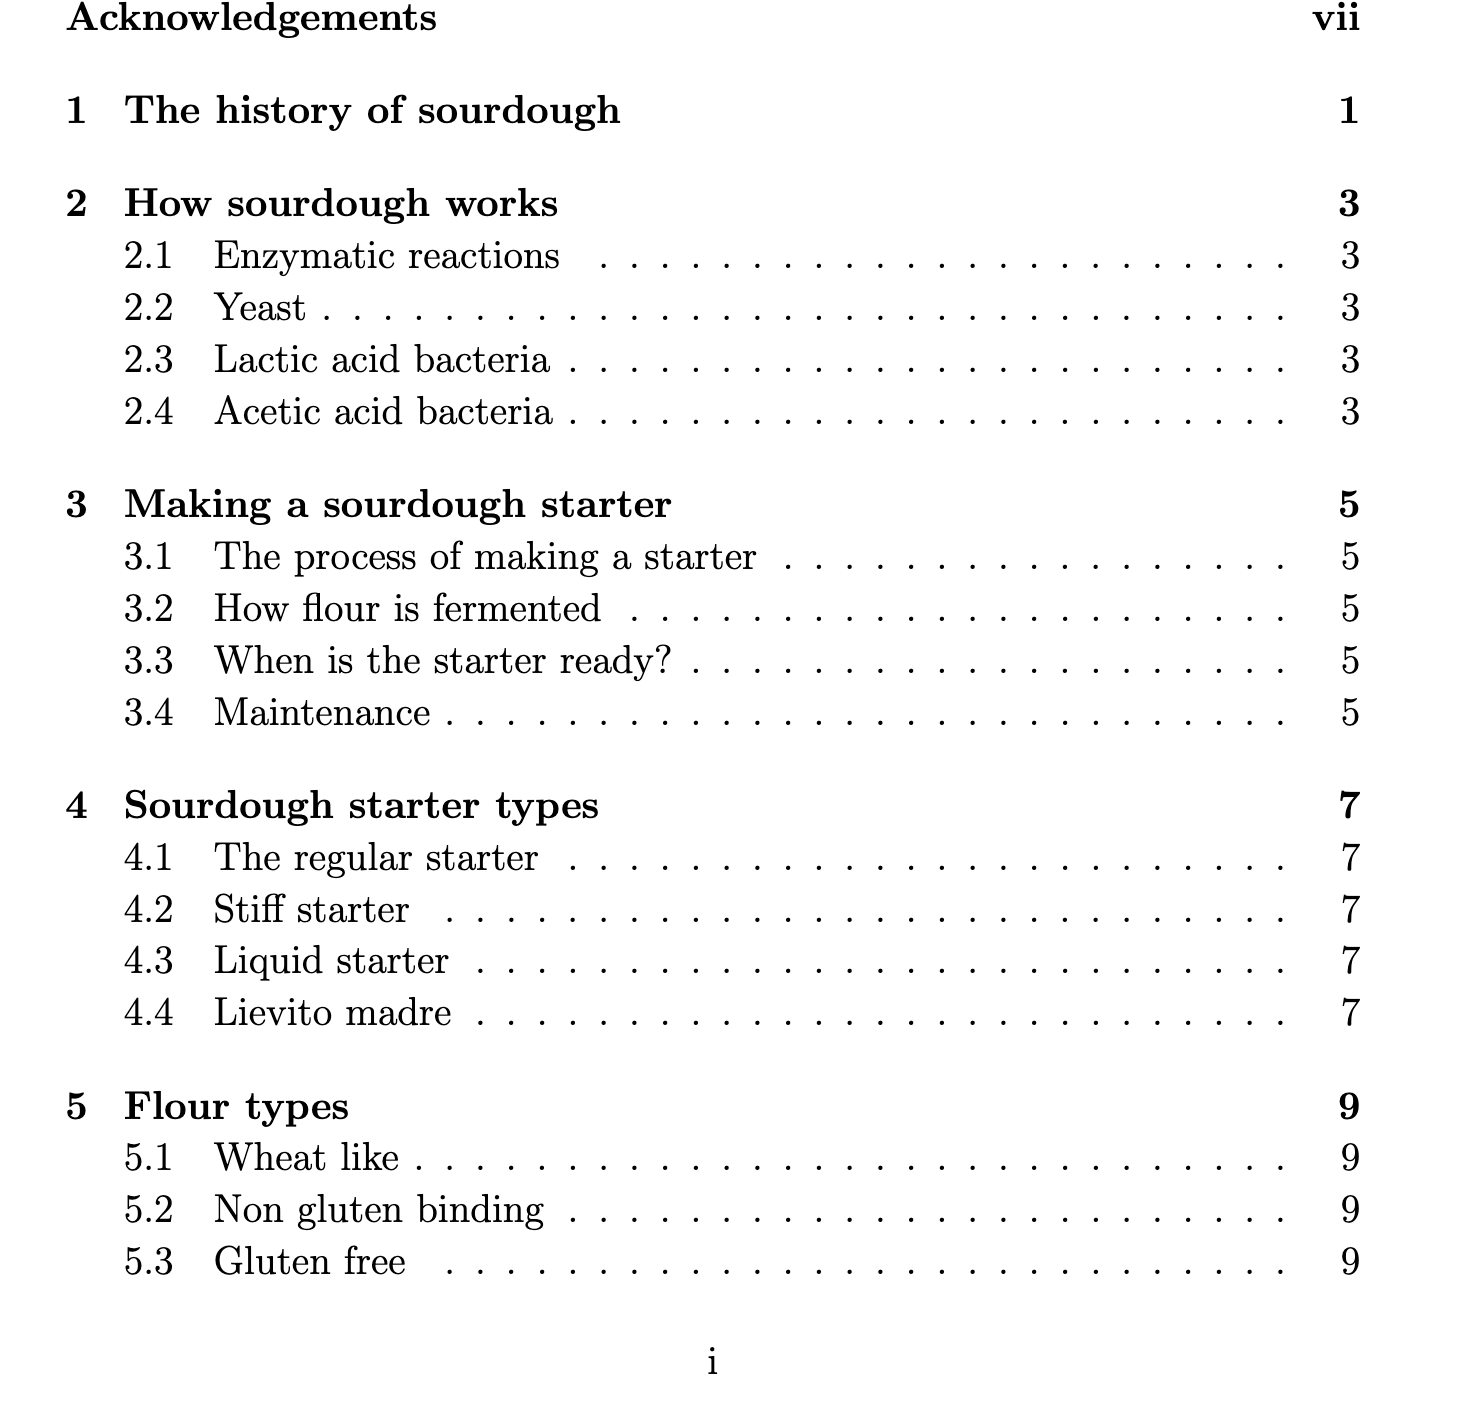 Acknowledgements vii
1 The history of sourdough 1
2 How sourdough works 3
2.1 Enzymatic reactions . . . . . . . . . . . . . . . . . . . . . . . 3
2.2 Yeast . . . . . . . . . . . . . . . . . . . . . . . . . . . . . . . . 3
2.3 Lactic acid bacteria . . . . . . . . . . . . . . . . . . . . . . . . 3
2.4 Acetic acid bacteria . . . . . . . . . . . . . . . . . . . . . . . . 3
3 Making a sourdough starter 5
3.1 The process of making a starter . . . . . . . . . . . . . . . . . 5
3.2 How flour is fermented . . . . . . . . . . . . . . . . . . . . . . 5
3.3 When is the starter ready? . . . . . . . . . . . . . . . . . . . . 5
3.4 Maintenance . . . . . . . . . . . . . . . . . . . . . . . . . . . . 5
4 Sourdough starter types 7
4.1 The regular starter . . . . . . . . . . . . . . . . . . . . . . . . 7
4.2 Stiff starter . . . . . . . . . . . . . . . . . . . . . . . . . . . . 7
4.3 Liquid starter . . . . . . . . . . . . . . . . . . . . . . . . . . . 7
4.4 Lievito madre . . . . . . . . . . . . . . . . . . . . . . . . . . . 7
5 Flour types 9
5.1 Wheat like . . . . . . . . . . . . . . . . . . . . . . . . . . . . . 9
5.2 Non gluten binding . . . . . . . . . . . . . . . . . . . . . . . . 9
5.3 Gluten free . . . . . . . . . . . . . . . . . . . . . . . . . . . . 9
i